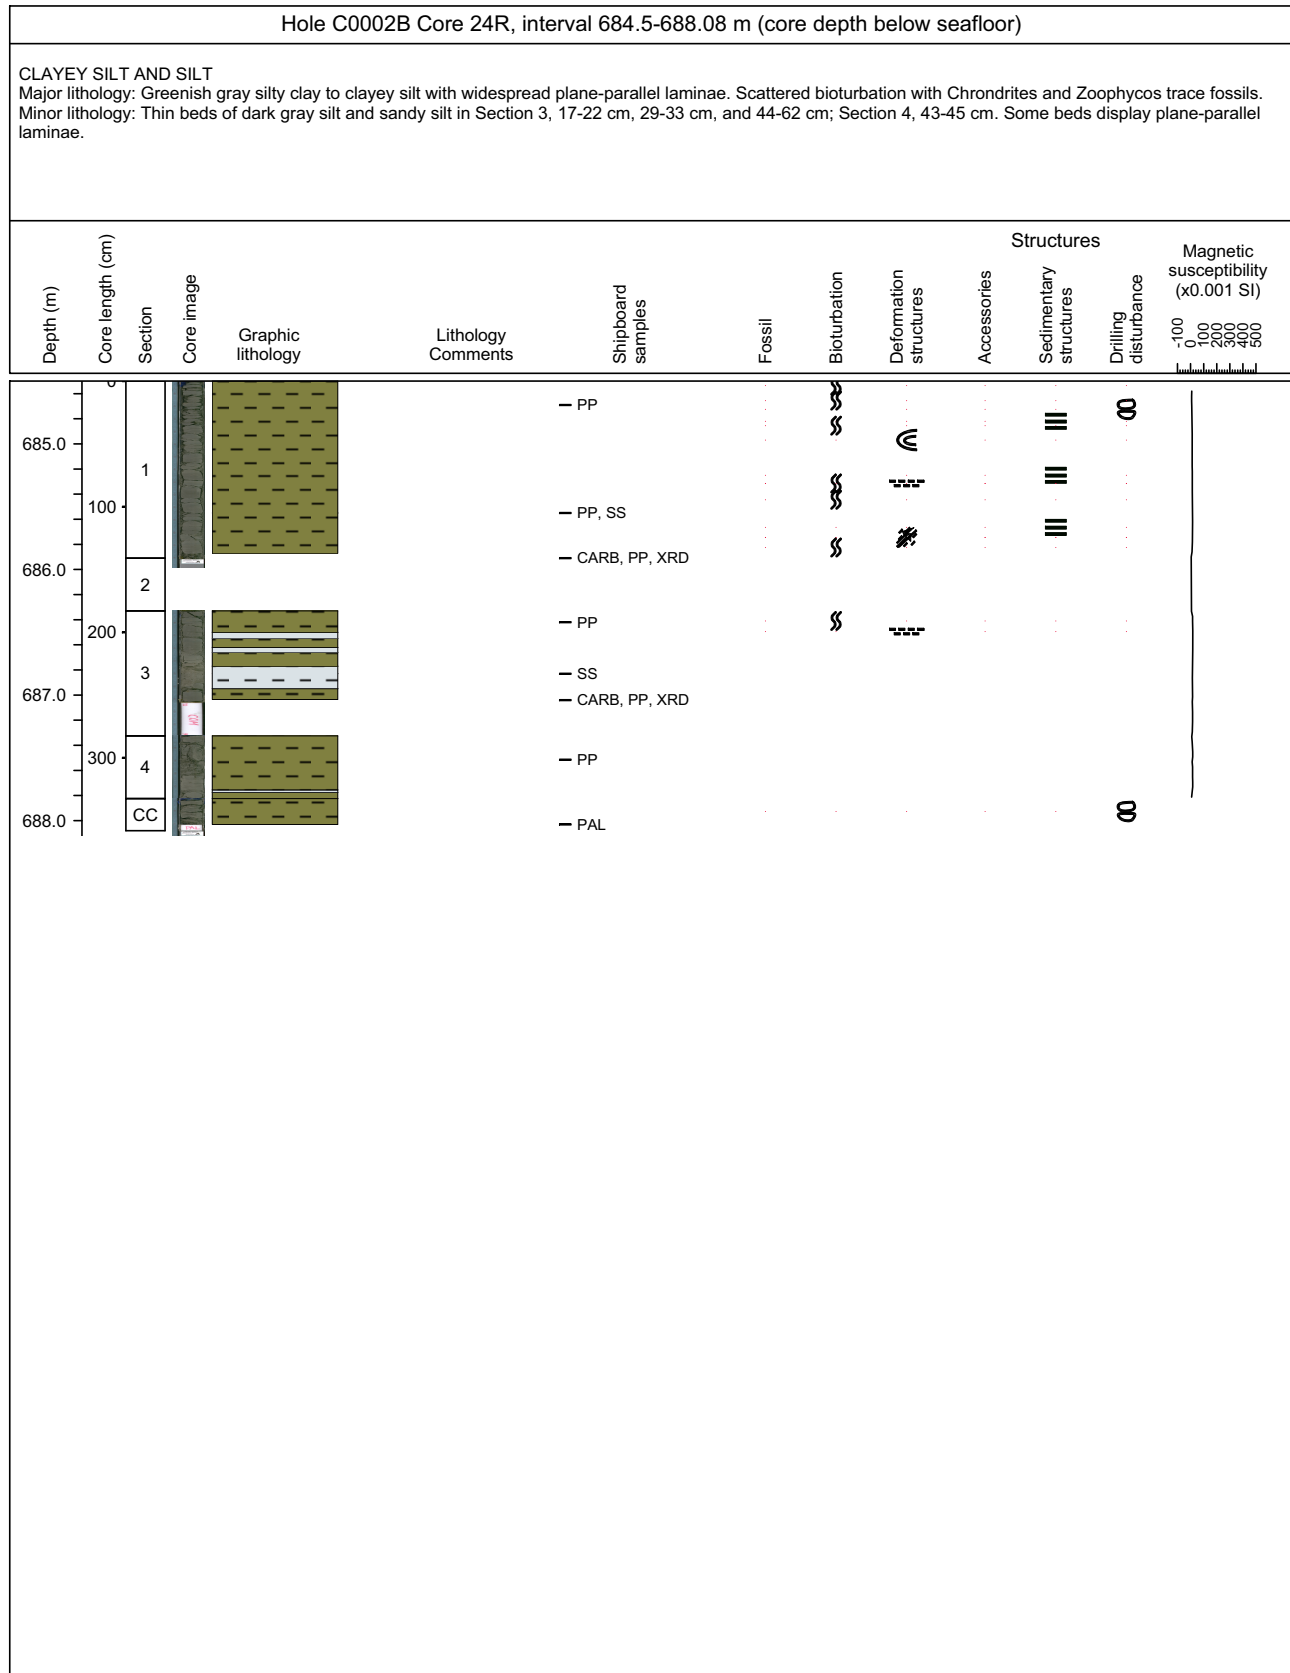 Hole C0002B Core 24R, interval 684.5-688.08 m (core depth below seafloor)
CLAYEY SILT AND SILT
Major lithology: Greenish gray silty clay to clayey silt with widespread plane-parallel laminae. Scattered bioturbation with Chrondrites and Zoophycos trace fossils.
Minor lithology: Thin beds of dark gray silt and sandy silt in Section 3, 17-22 cm, 29-33 cm, and 44-62 cm; Section 4, 43-45 cm. Some beds display plane-parallel
laminae.
Depth (m)
Core length (cm)
Section
Core image
Graphic
lithology
Lithology
Comments
Shipboard
samples
Fossil
Bioturbation
Deformation
structures
Accessories
Structures
Sedimentary
structures
Drilling
disturbance
Magnetic
susceptibility
(x0.001 SI)
-100
0
100
200
300
400
500
0
PP
685.0
1
100
PP, SS
CARB, PP, XRD
686.0
2
200
PP
3
SS
687.0
CARB, PP, XRD
300
PP
4
CC
688.0
PAL